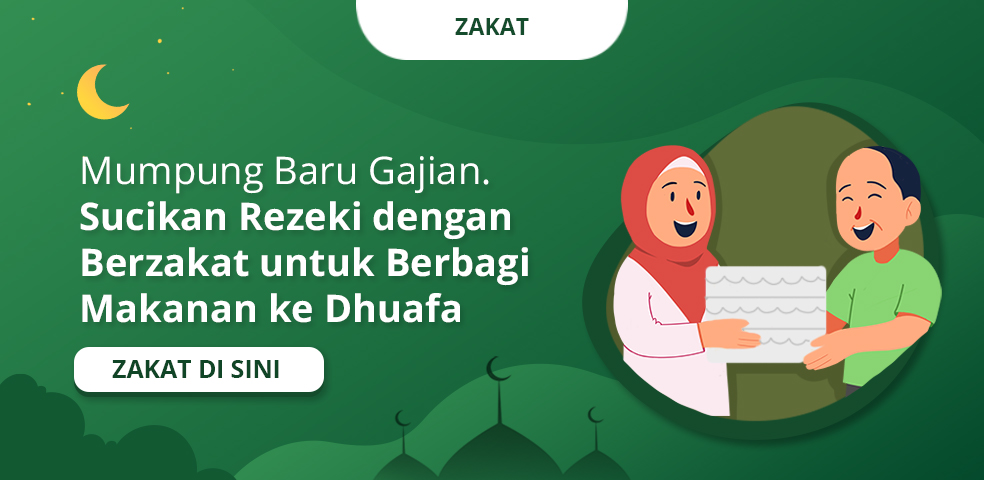 ZAKAT
Mumpung Baru Gajian.
Sucikan Rezeki dengan
Berzakat untuk Berbagi
Makanan ke Dhuafa
ZAKAT DI SINI